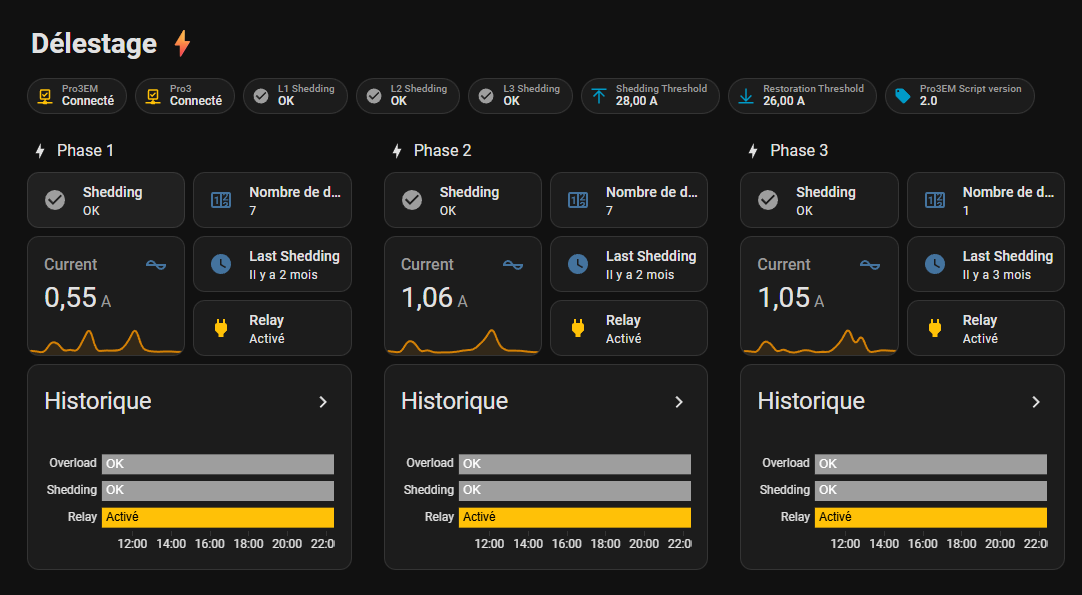 Délestage
Pro3EM
Connecté
Pro3
Connecté
L1 Shedding
OK
L2 Shedding
OK
L3 Shedding
OK
Shedding Threshold
28,00 A
Restoration Threshold
26,00 A
Pro3EM Script version
2.0
Phase 1
Shedding
OK
Nombre de d...
7
Current
0,55 A
Last Shedding
Il y a 2 mois
Relay
Activé
Historique
Overload OK
Shedding OK
Relay Activé
12:00 14:00 16:00 18:00 20:00 22:0
Phase 2
Shedding
OK
Nombre de d...
7
Current
1,06 A
Last Shedding
Il y a 2 mois
Relay
Activé
Historique
Overload OK
Shedding OK
Relay Activé
12:00 14:00 16:00 18:00 20:00 22:0
Phase 3
Shedding
OK
Nombre de d...
1
Current
1,05 A
Last Shedding
Il y a 3 mois
Relay
Activé
Historique
Overload OK
Shedding OK
Relay Activé
12:00 14:00 16:00 18:00 20:00 22:0